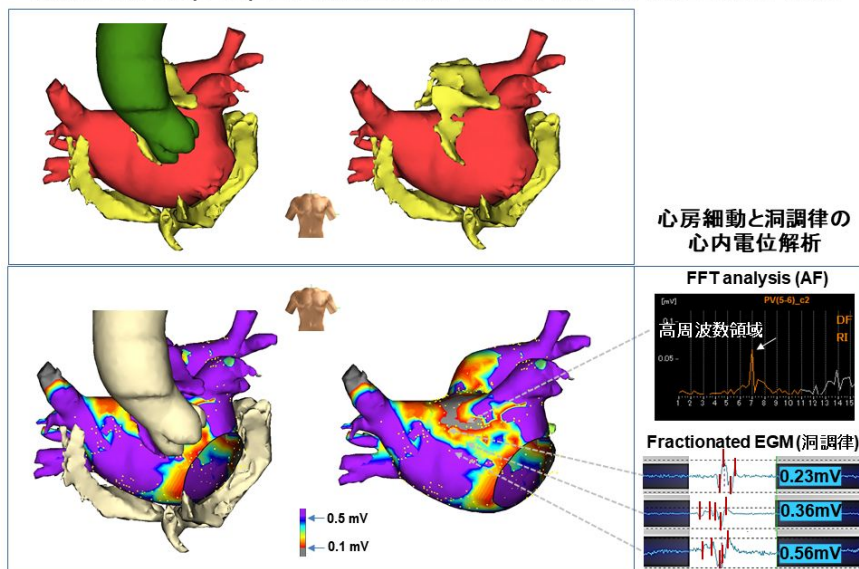 心房細動と洞調律の
心内電位解析
FFT analysis (AF)
[mV]
PV(5-6)_c2
0.1
高周波数領域
DF
RI
0.05
1 2 3 4 5 6 7 8 9 10 11 12 13 14 15
Fractionated EGM (洞調律)
0.23mV
0.36mV
0.56mV
0.5 mV
0.1 mV